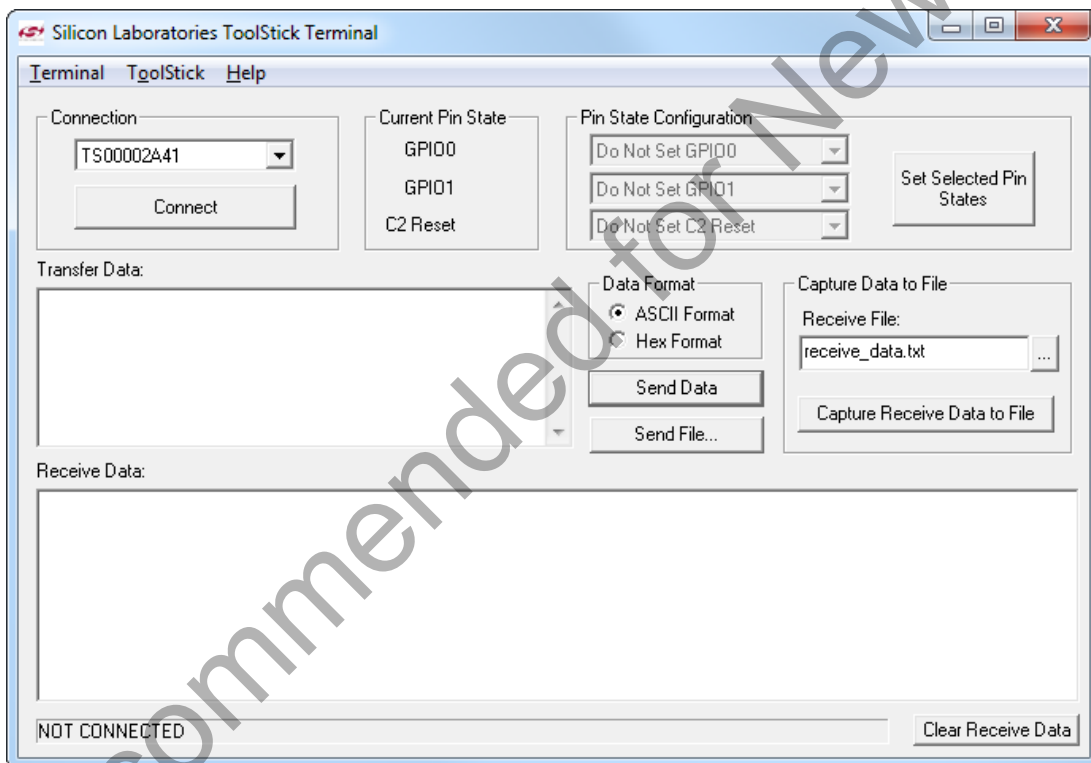 Silicon Laboratories ToolStick Terminal
Terminal ToolStick Help
Connection
TS00002A41
Connect
Current Pin State
GPIO0
GPIO1
C2 Reset
Pin State Configuration
Do Not Set GPIO0
Do Not Set GPIO1
Do Not Set C2 Reset
Set Selected Pin
States
Transfer Data:
Data Format
ASCII Format
Hex Format
Send Data
Send File...
Capture Data to File
Receive File:
receive_data.txt
...
Capture Receive Data to File
Receive Data:
NOT CONNECTED
Clear Receive Data
ommended for New